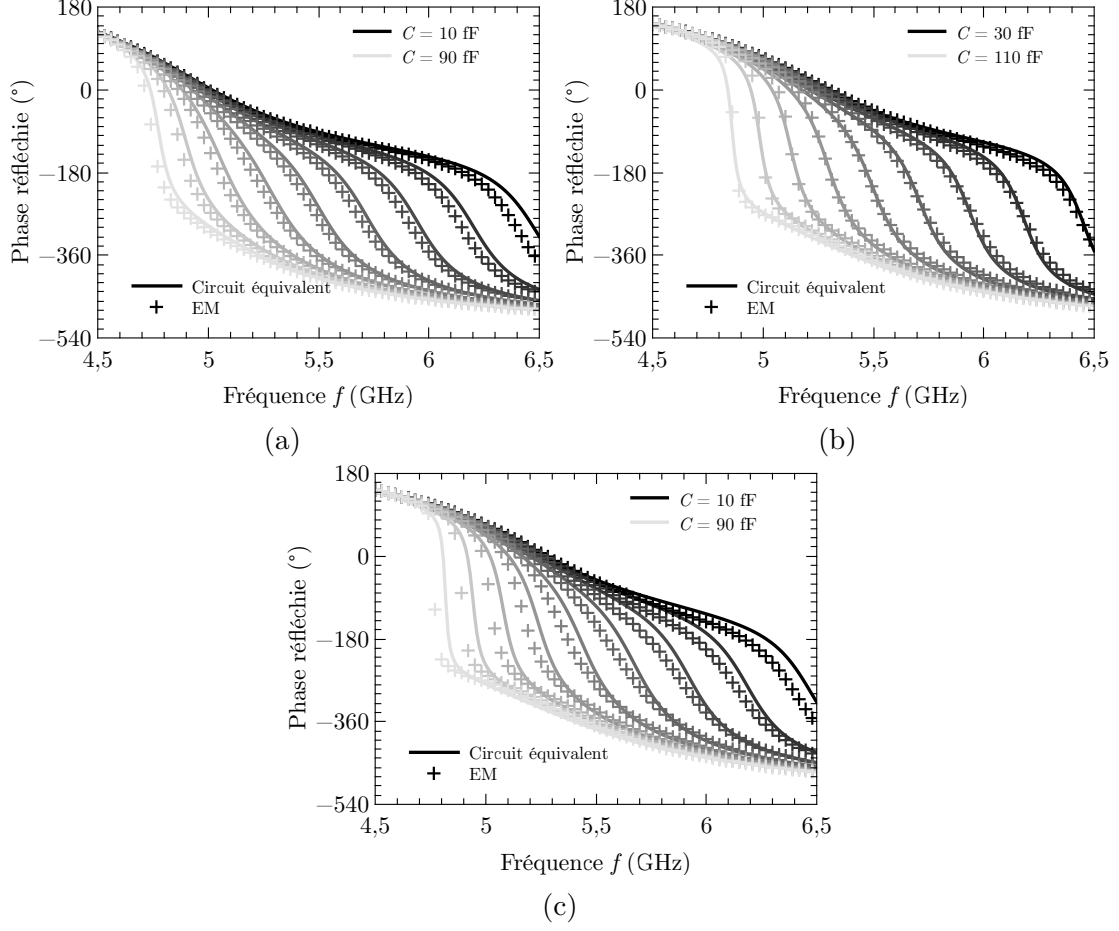 180
0
−180
−360
−540
Phase réfléchie (°)
C = 10 fF
C = 90 fF
Circuit équivalent
EM
4,5 5 5,5 6 6,5
Fréquence f (GHz)
(a)
180
0
−180
−360
−540
Phase réfléchie (°)
C = 30 fF
C = 110 fF
Circuit équivalent
EM
4,5 5 5,5 6 6,5
Fréquence f (GHz)
(b)
180
0
−180
−360
−540
Phase réfléchie (°)
C = 10 fF
C = 90 fF
Circuit équivalent
EM
4,5 5 5,5 6 6,5
Fréquence f (GHz)
(c)